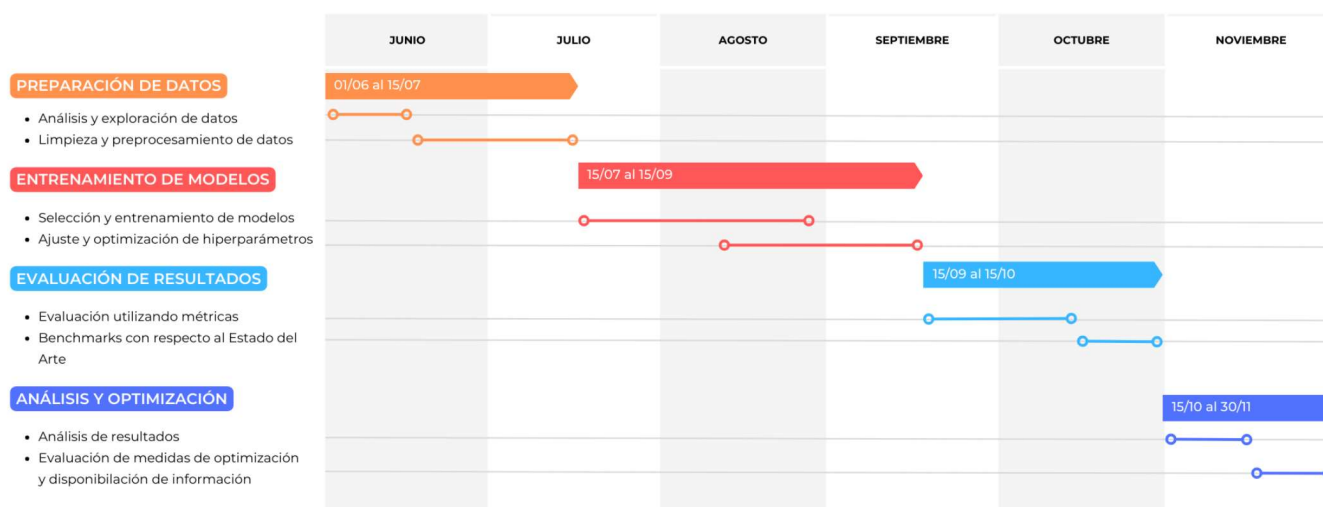 JUNIO JULIO AGOSTO SEPTIEMBRE OCTUBRE NOVIEMBRE
PREPARACIÓN DE DATOS
01/06 al 15/07
Análisis y exploración de datos
Limpieza y preprocesamiento de datos
ENTRENAMIENTO DE MODELOS
15/07 al 15/09
Selección y entrenamiento de modelos
Ajuste y optimización de hiperparámetros
EVALUACIÓN DE RESULTADOS
15/09 al 15/10
Evaluación utilizando métricas
Benchmarks con respecto al Estado del
Arte
ANÁLISIS Y OPTIMIZACIÓN
15/10 al 30/11
Análisis de resultados
Evaluación de medidas de optimización
y disponibilación de información